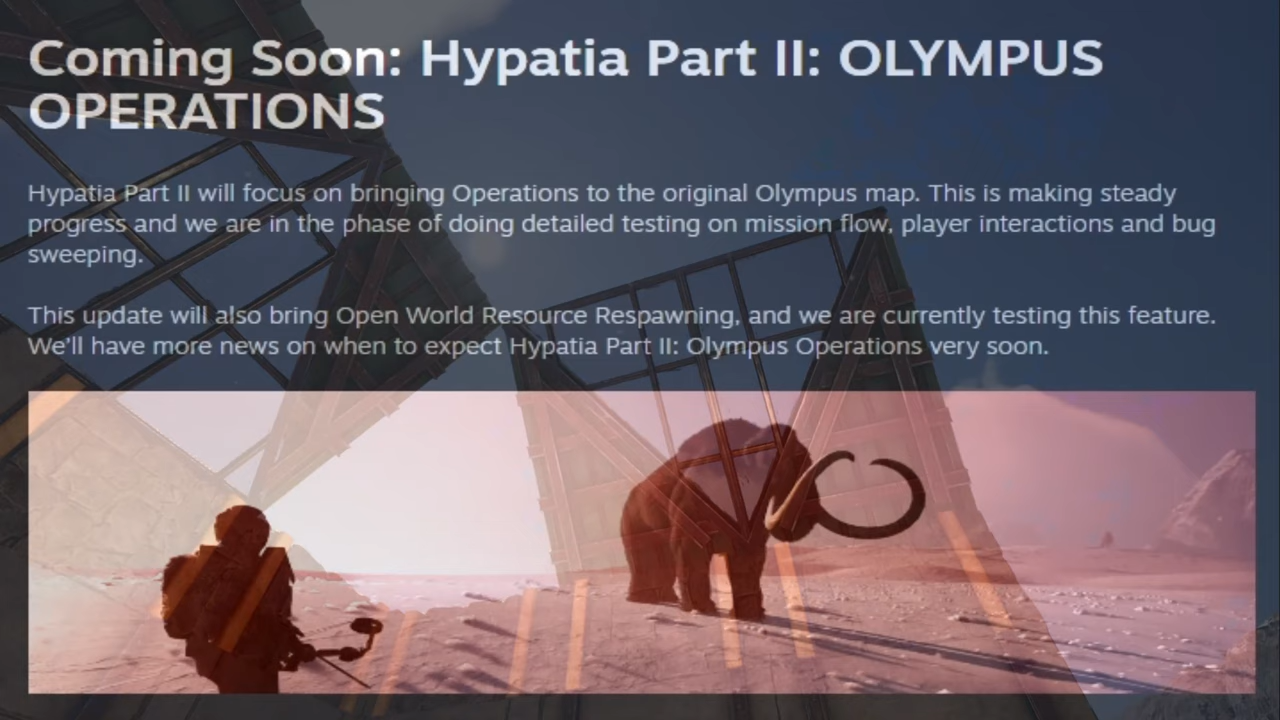 Coming Soon: Hypatia Part II: OLYMPUS
OPERATIONS
Hypatia Part II will focus on bringing Operations to the original Olympus map. This is making steady
progress and we are in the phase of doing detailed testing on mission flow, player interactions and bug
sweeping.
This update will also bring Open World Resource Respawning, and we are currently testing this feature.
We'll have more news on when to expect Hypatia Part II: Olympus Operations very soon.